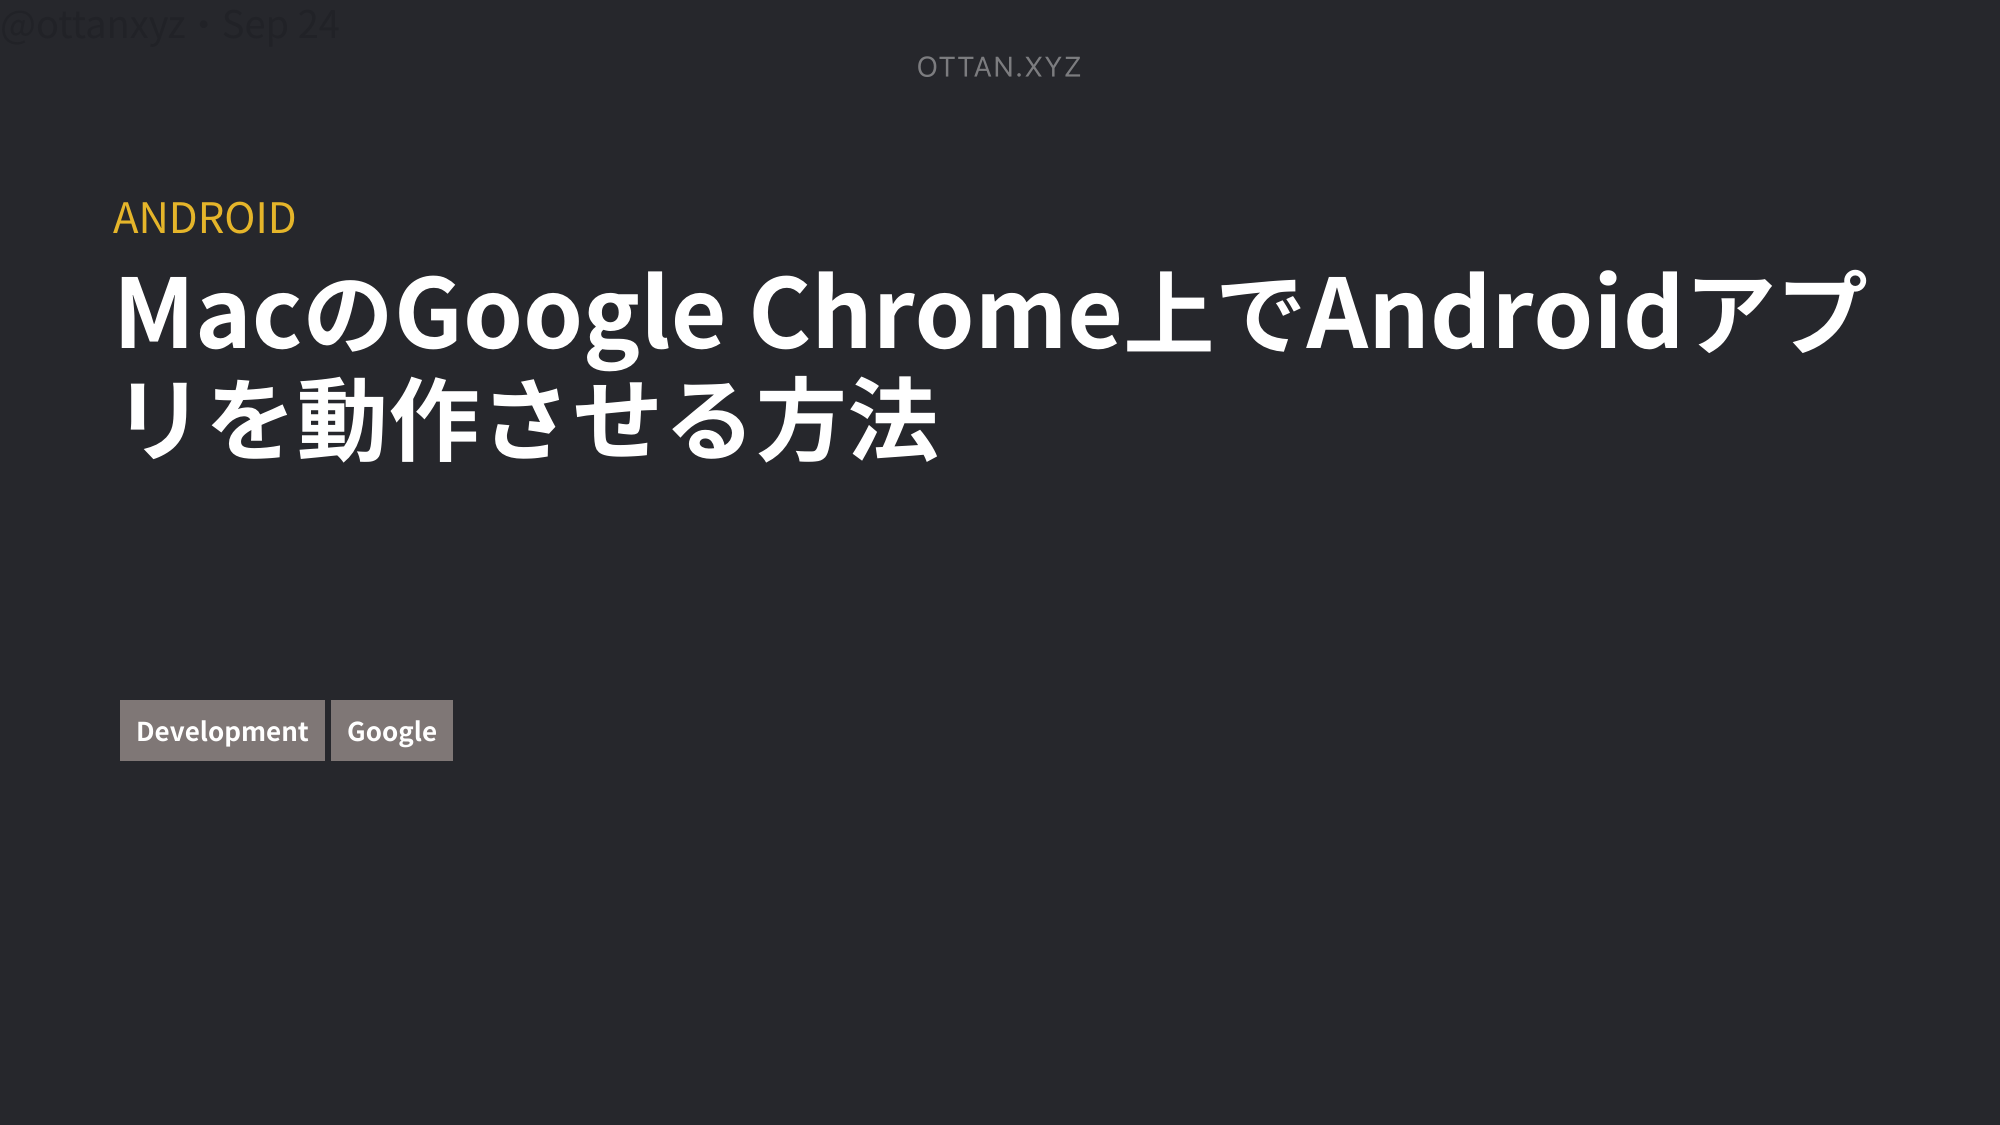 @ottanxyz・Sep 24
OTTAN.XYZ
ANDROID
MacのGoogle Chrome上でAndroidアプ
リを動作させる方法
Development Google